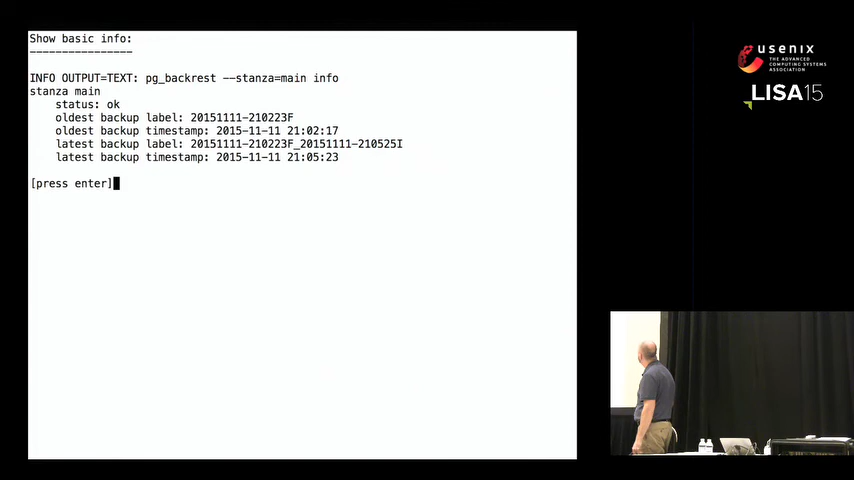 Show basic info:
----------------
INFO OUTPUT=TEXT: pg_backrest --stanza=main info
stanza main
    status: ok
    oldest backup label: 20151111-210223F
    oldest backup timestamp: 2015-11-11 21:02:17
    latest backup label: 20151111-210223F_20151111-210525I
    latest backup timestamp: 2015-11-11 21:05:23
[press enter]
usenix
THE ADVANCED
COMPUTING SYSTEMS
ASSOCIATION
LISA15